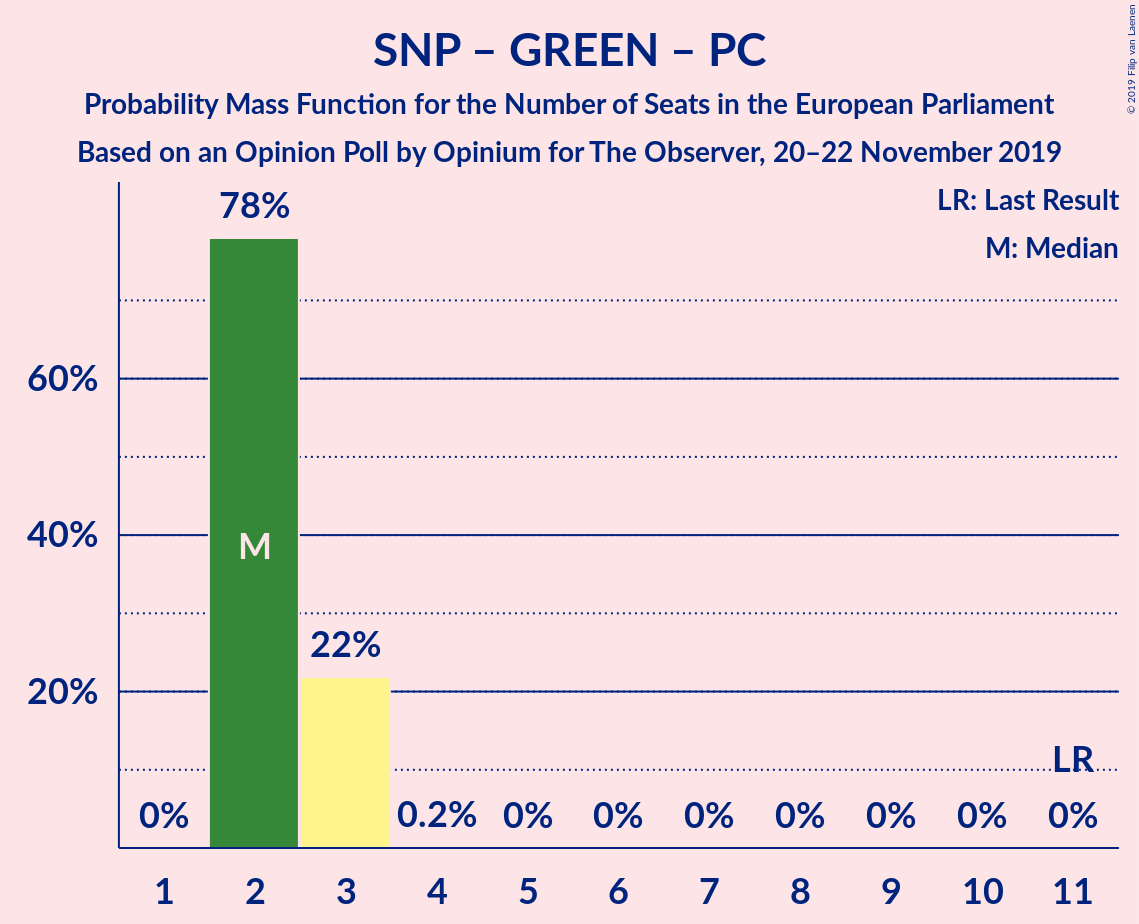 SNP – GREEN – PC
Probability Mass Function for the Number of Seats in the European Parliament
Based on an Opinion Poll by Opinium for The Observer, 20–22 November 2019
© 2019 Filip van Laenen
LR: Last Result
M: Median
78%
60%
40%
M
22%
20%
LR
0% 0.2% 0% 0% 0% 0% 0% 0% 0%
1 2 3 4 5 6 7 8 9 10 11